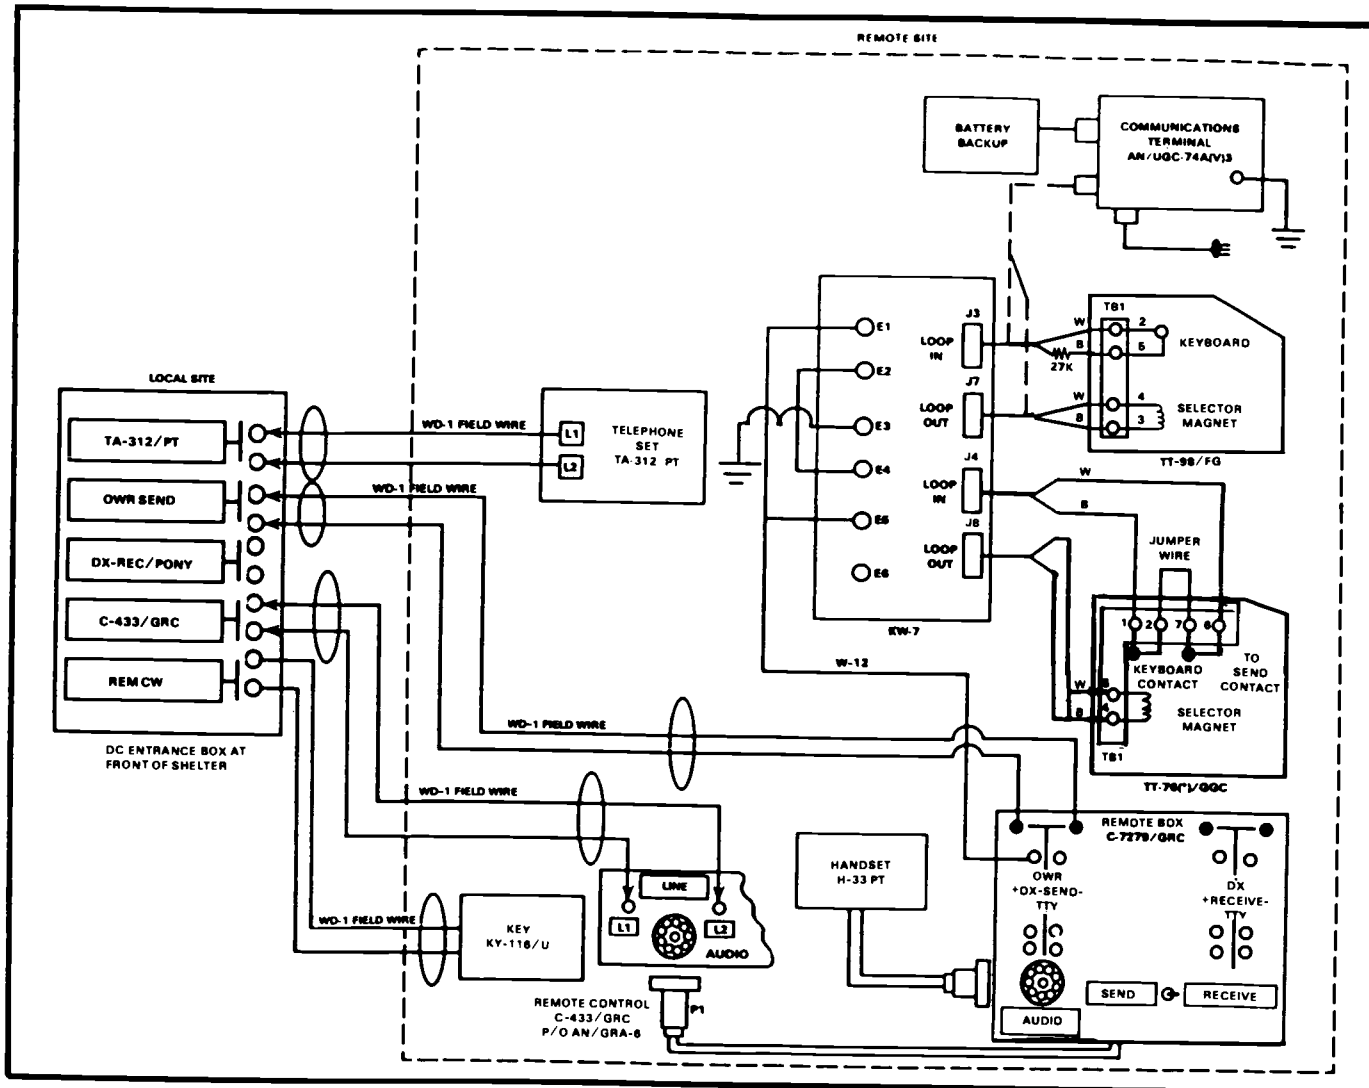 REMOTE SITE
BATTERY
BACKUP
COMMUNICATIONS
TERMINAL
AN/UGC-74A(V)3
LOCAL SITE
TA-312/PT
OWR SEND
DX-REC/PONY
C-433/GRC
REM CW
DC ENTRANCE BOX AT
FRONT OF SHELTER
WD-1 FIELD WIRE
WD-1 FIELD WIRE
L1
L2
TELEPHONE
SET
TA-312 PT
E1
E2
E3
E4
E5
E6
J3
LOOP
IN
J7
LOOP
OUT
J4
LOOP
IN
J8
LOOP
OUT
KW-7
W
B
27K
W
B
TB1
2
5
KEYBOARD
4
3
SELECTOR
MAGNET
TT-98/FG
W
B
JUMPER
WIRE
1
2
7
6
KEYBOARD
CONTACT
TO
SEND
CONTACT
W
B
5
4
SELECTOR
MAGNET
TB1
TT-76(*)/GGC
W-12
WD-1 FIELD WIRE
WD-1 FIELD WIRE
WD-1 FIELD WIRE
KEY
KY-116/U
LINE
L1
L2
AUDIO
REMOTE CONTROL
C-433/GRC
P/O AN/GRA-6
P1
HANDSET
H-33 PT
REMOTE BOX
C-7279/GRC
OWR
+DX-SEND-
TTY
DX
+RECEIVE-
TTY
SEND
RECEIVE
AUDIO